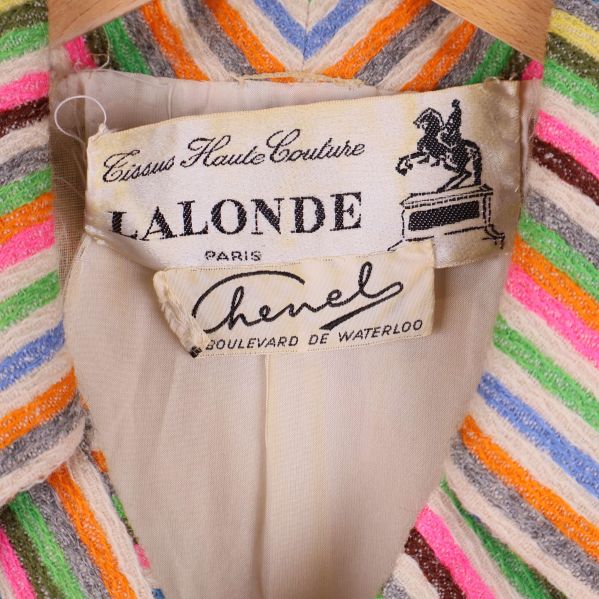 Tissus Haute Couture
LALONDE
PARIS
Chenel
BOULEVARD DE WATERLOO